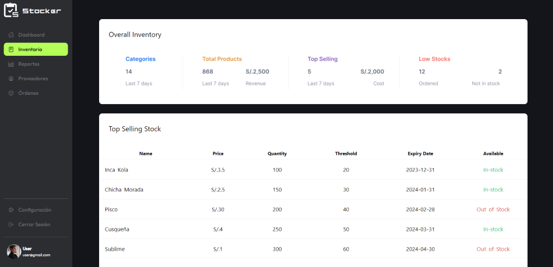 Stocker
Dashboard
Inventario
Reportes
Proveedores
Ordenes
Configuración
Cerrar Sesión
User
user@gmail.com
Overall Inventory
Categories
14
Last 7 days
Total Products
868 S/.2,500
Last 7 days Revenue
Top Selling
5 S/.2,000
Last 7 days Cost
Low Stocks
12 2
Ordered Not in stock
Top Selling Stock
Name Price Quantity Threshold Expiry Date Available
Inca Kola S/.3.5 100 20 2023-12-31 In-stock
Chicha Morada S/.2.5 150 30 2024-01-31 In-stock
Pisco S/.30 200 40 2024-02-28 Out of Stock
Cusqueña S/.4 250 50 2024-03-31 In-stock
Sublime S/.1 300 60 2024-04-30 Out of Stock